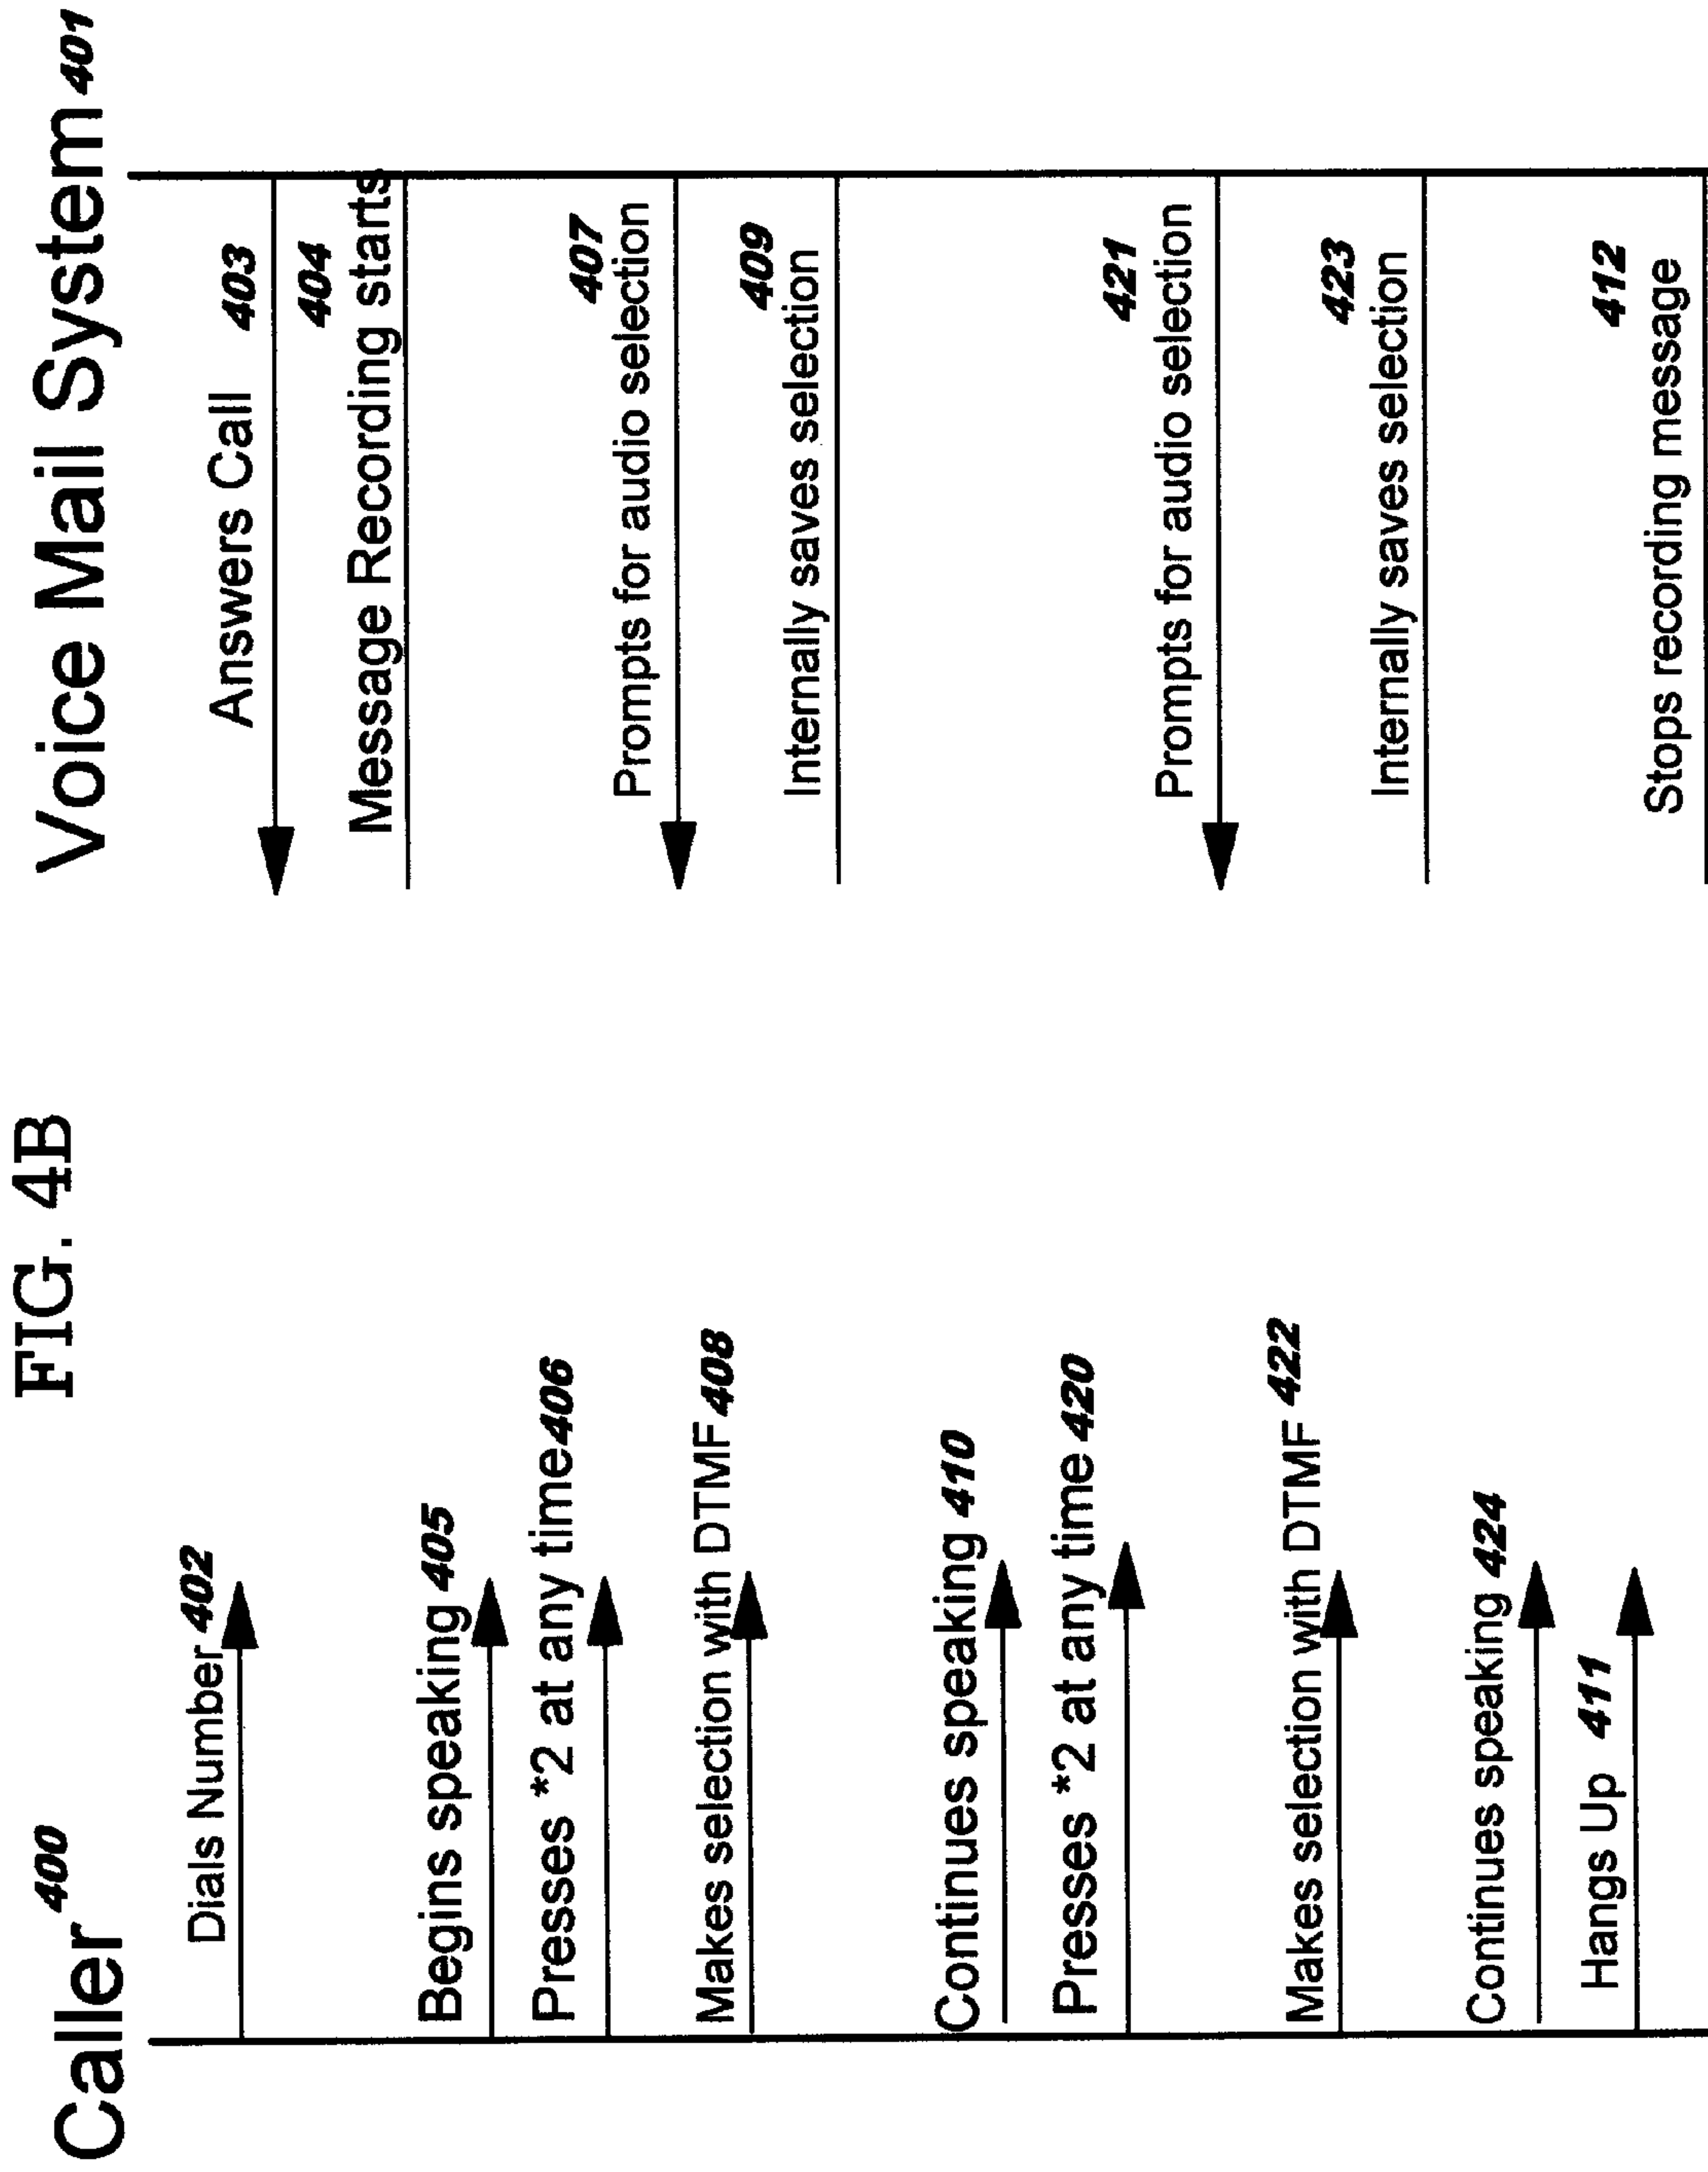 FIG. 4B
Caller 400
Voice Mail System 401
Dials Number 402
Answers Call 403
404
Message Recording starts
Begins speaking 405
Presses *2 at any time 406
407
Prompts for audio selection
Makes selection with DTMF 408
409
Internally saves selection
Continues speaking 410
Presses *2 at any time 420
421
Prompts for audio selection
Makes selection with DTMF 422
423
Internally saves selection
Continues speaking 424
Hangs Up 411
412
Stops recording message